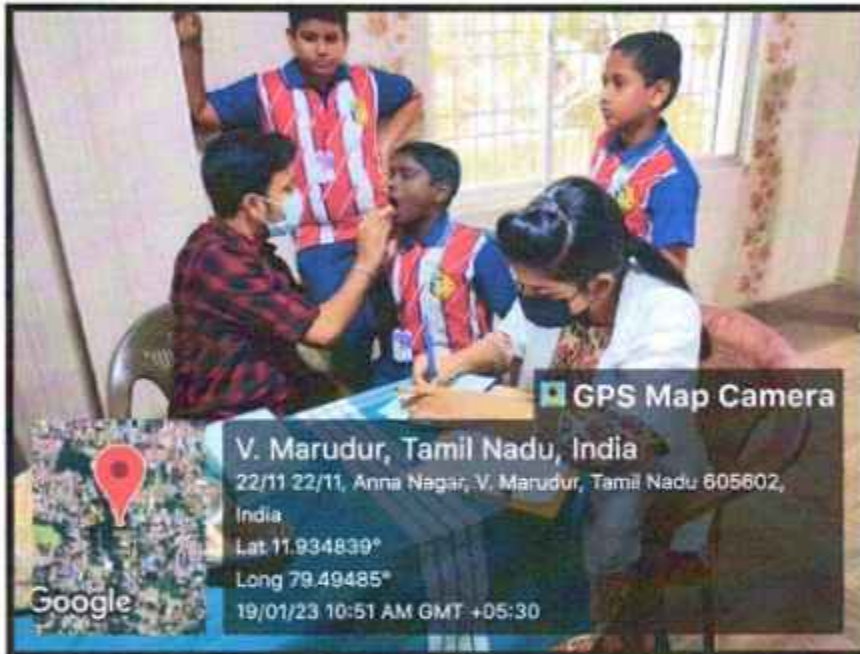 GPS Map Camera
V. Marudur, Tamil Nadu, India
22/11 22/11, Anna Nagar, V. Marudur, Tamil Nadu 605602,
India
Lat 11.934839°
Long 79.49485°
19/01/23 10:51 AM GMT +05:30
Google